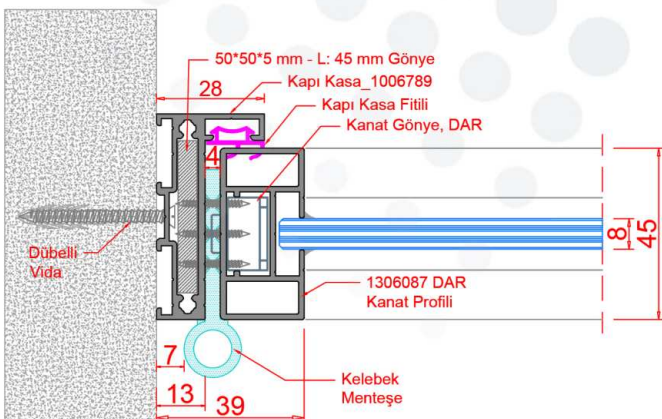 50*50*5 mm - L: 45 mm Gönye
28
Kapı Kasa_1006789
Kapı Kasa Fitili
Kanat Gönye, DAR
4
8
45
Dübelli
Vida
1306087 DAR
Kanat Profili
7
13
39
Kelebek
Menteşe